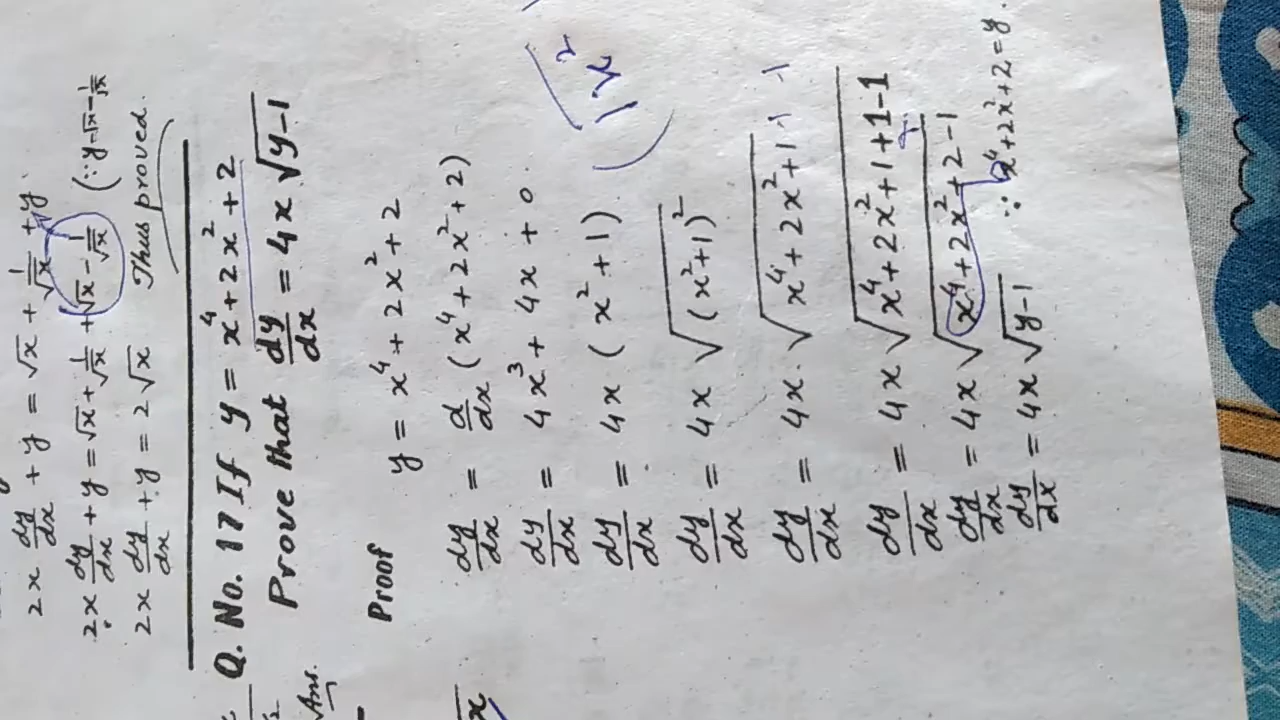 2x dy/dx + y = √x + 1/√x + y.
2x dy/dx + y = √x + 1/√x + √x - 1/√x (∵ y = √x - 1/√x
2x dy/dx + y = 2√x Thus proved.
Q. No. 17 If y = x⁴ + 2x² + 2
Prove that dy/dx = 4x √(y-1)
Ans.
Proof
y = x⁴ + 2x² + 2
dy/dx = d/dx (x⁴ + 2x² + 2)
dy/dx = 4x³ + 4x + 0
dy/dx = 4x (x² + 1)
dy/dx = 4x √((x²+1)²)
dy/dx = 4x. √(x⁴ + 2x² + 1
dy/dx = 4x √(x⁴ + 2x² + 1 + 1 - 1)
dy/dx = 4x √(x⁴ + 2x² + 2 - 1)
dy/dx = 4x √(y-1) ∵ x⁴ + 2x² + 2 = y.